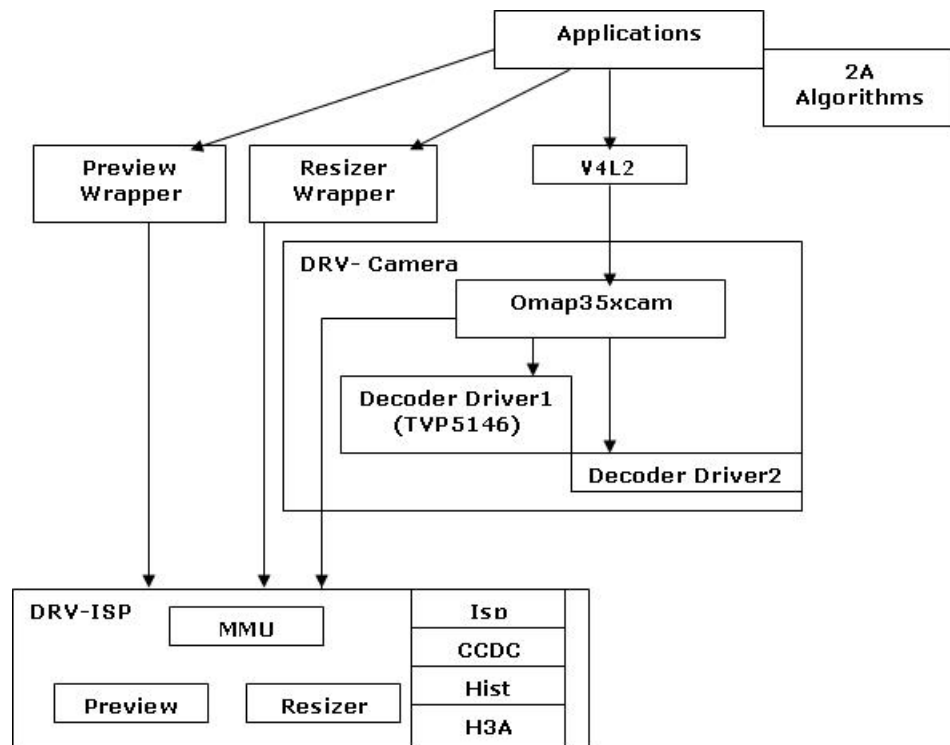 Applications
2A
Algorithms
Preview
Wrapper
Resizer
Wrapper
V4L2
DRV- Camera
Omap35xcam
Decoder Driver1
(TVP5146)
Decoder Driver2
DRV-ISP
MMU
Preview
Resizer
Isp
CCDC
Hist
H3A